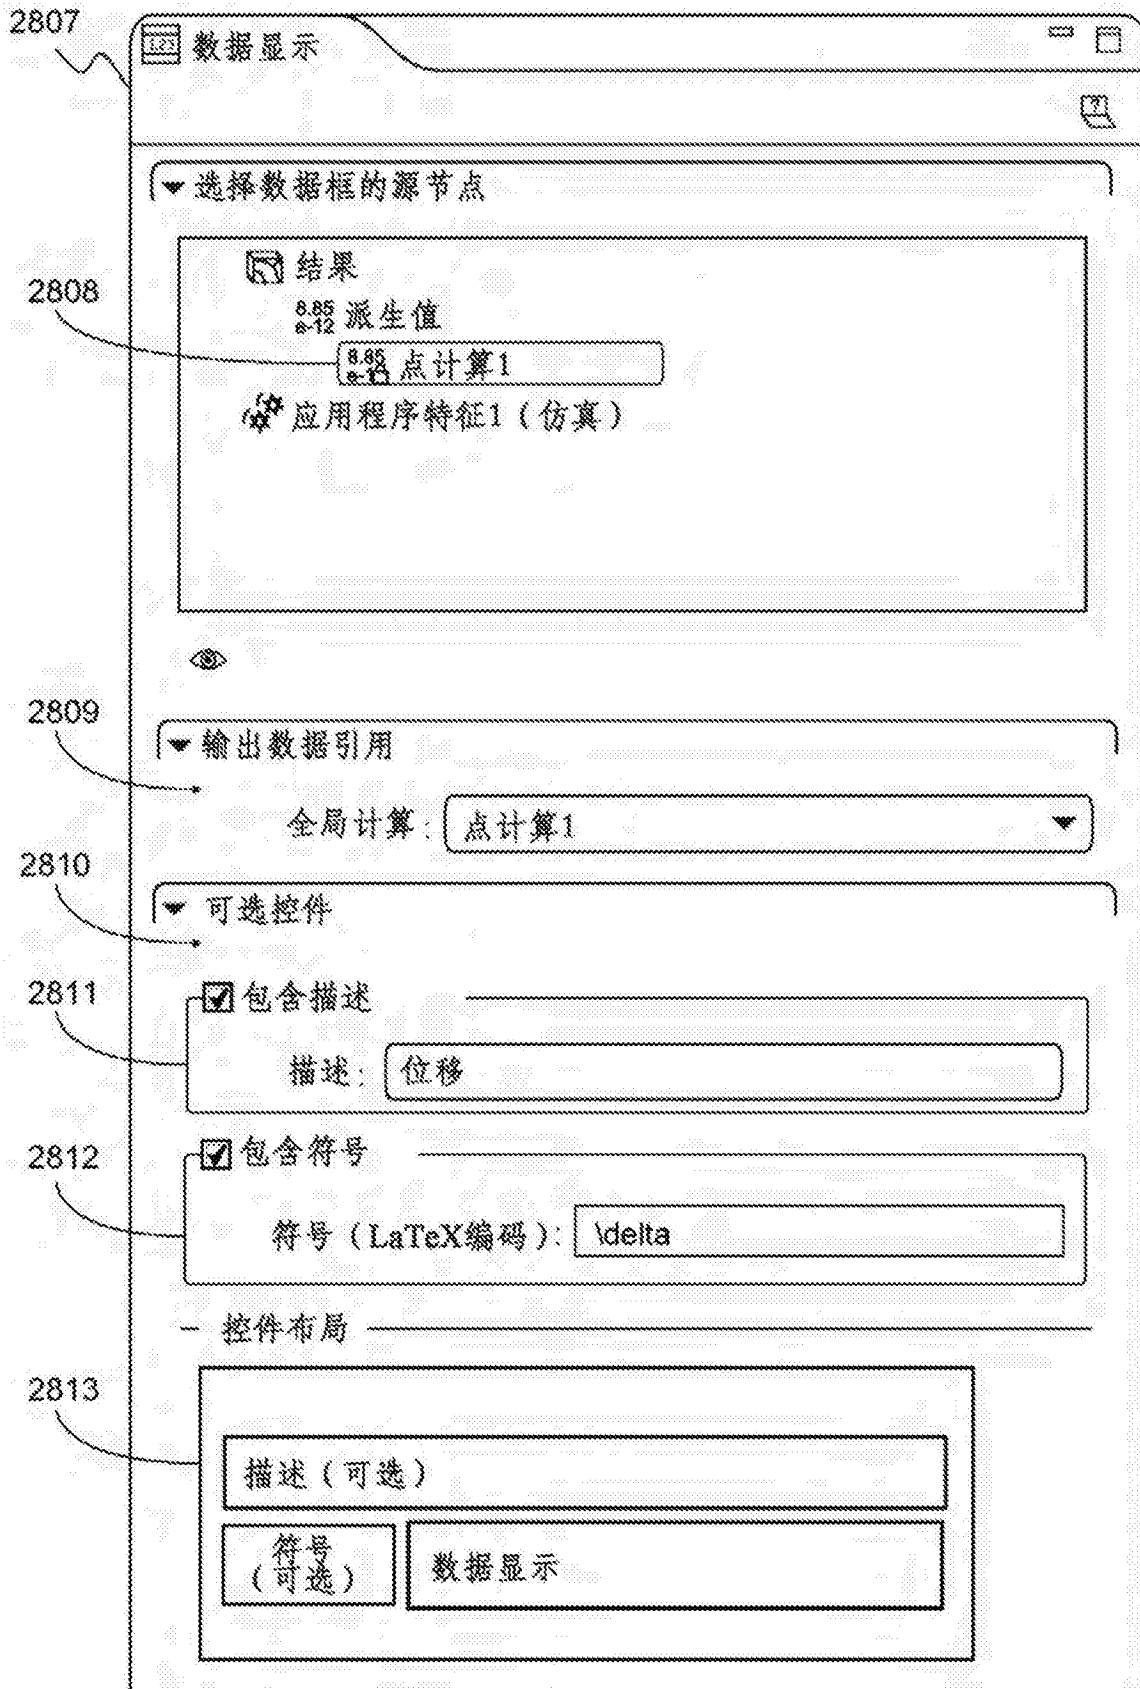 2807
数据显示
选择数据框的源节点
结果
2808
8.85
e-12 派生值
点计算1
应用程序特征1（仿真）
2809
输出数据引用
全局计算: 点计算1
2810
可选控件
2811
包含描述
描述: 位移
2812
包含符号
符号（LaTeX编码）: \delta
控件布局
2813
描述（可选）
符号
（可选）
数据显示